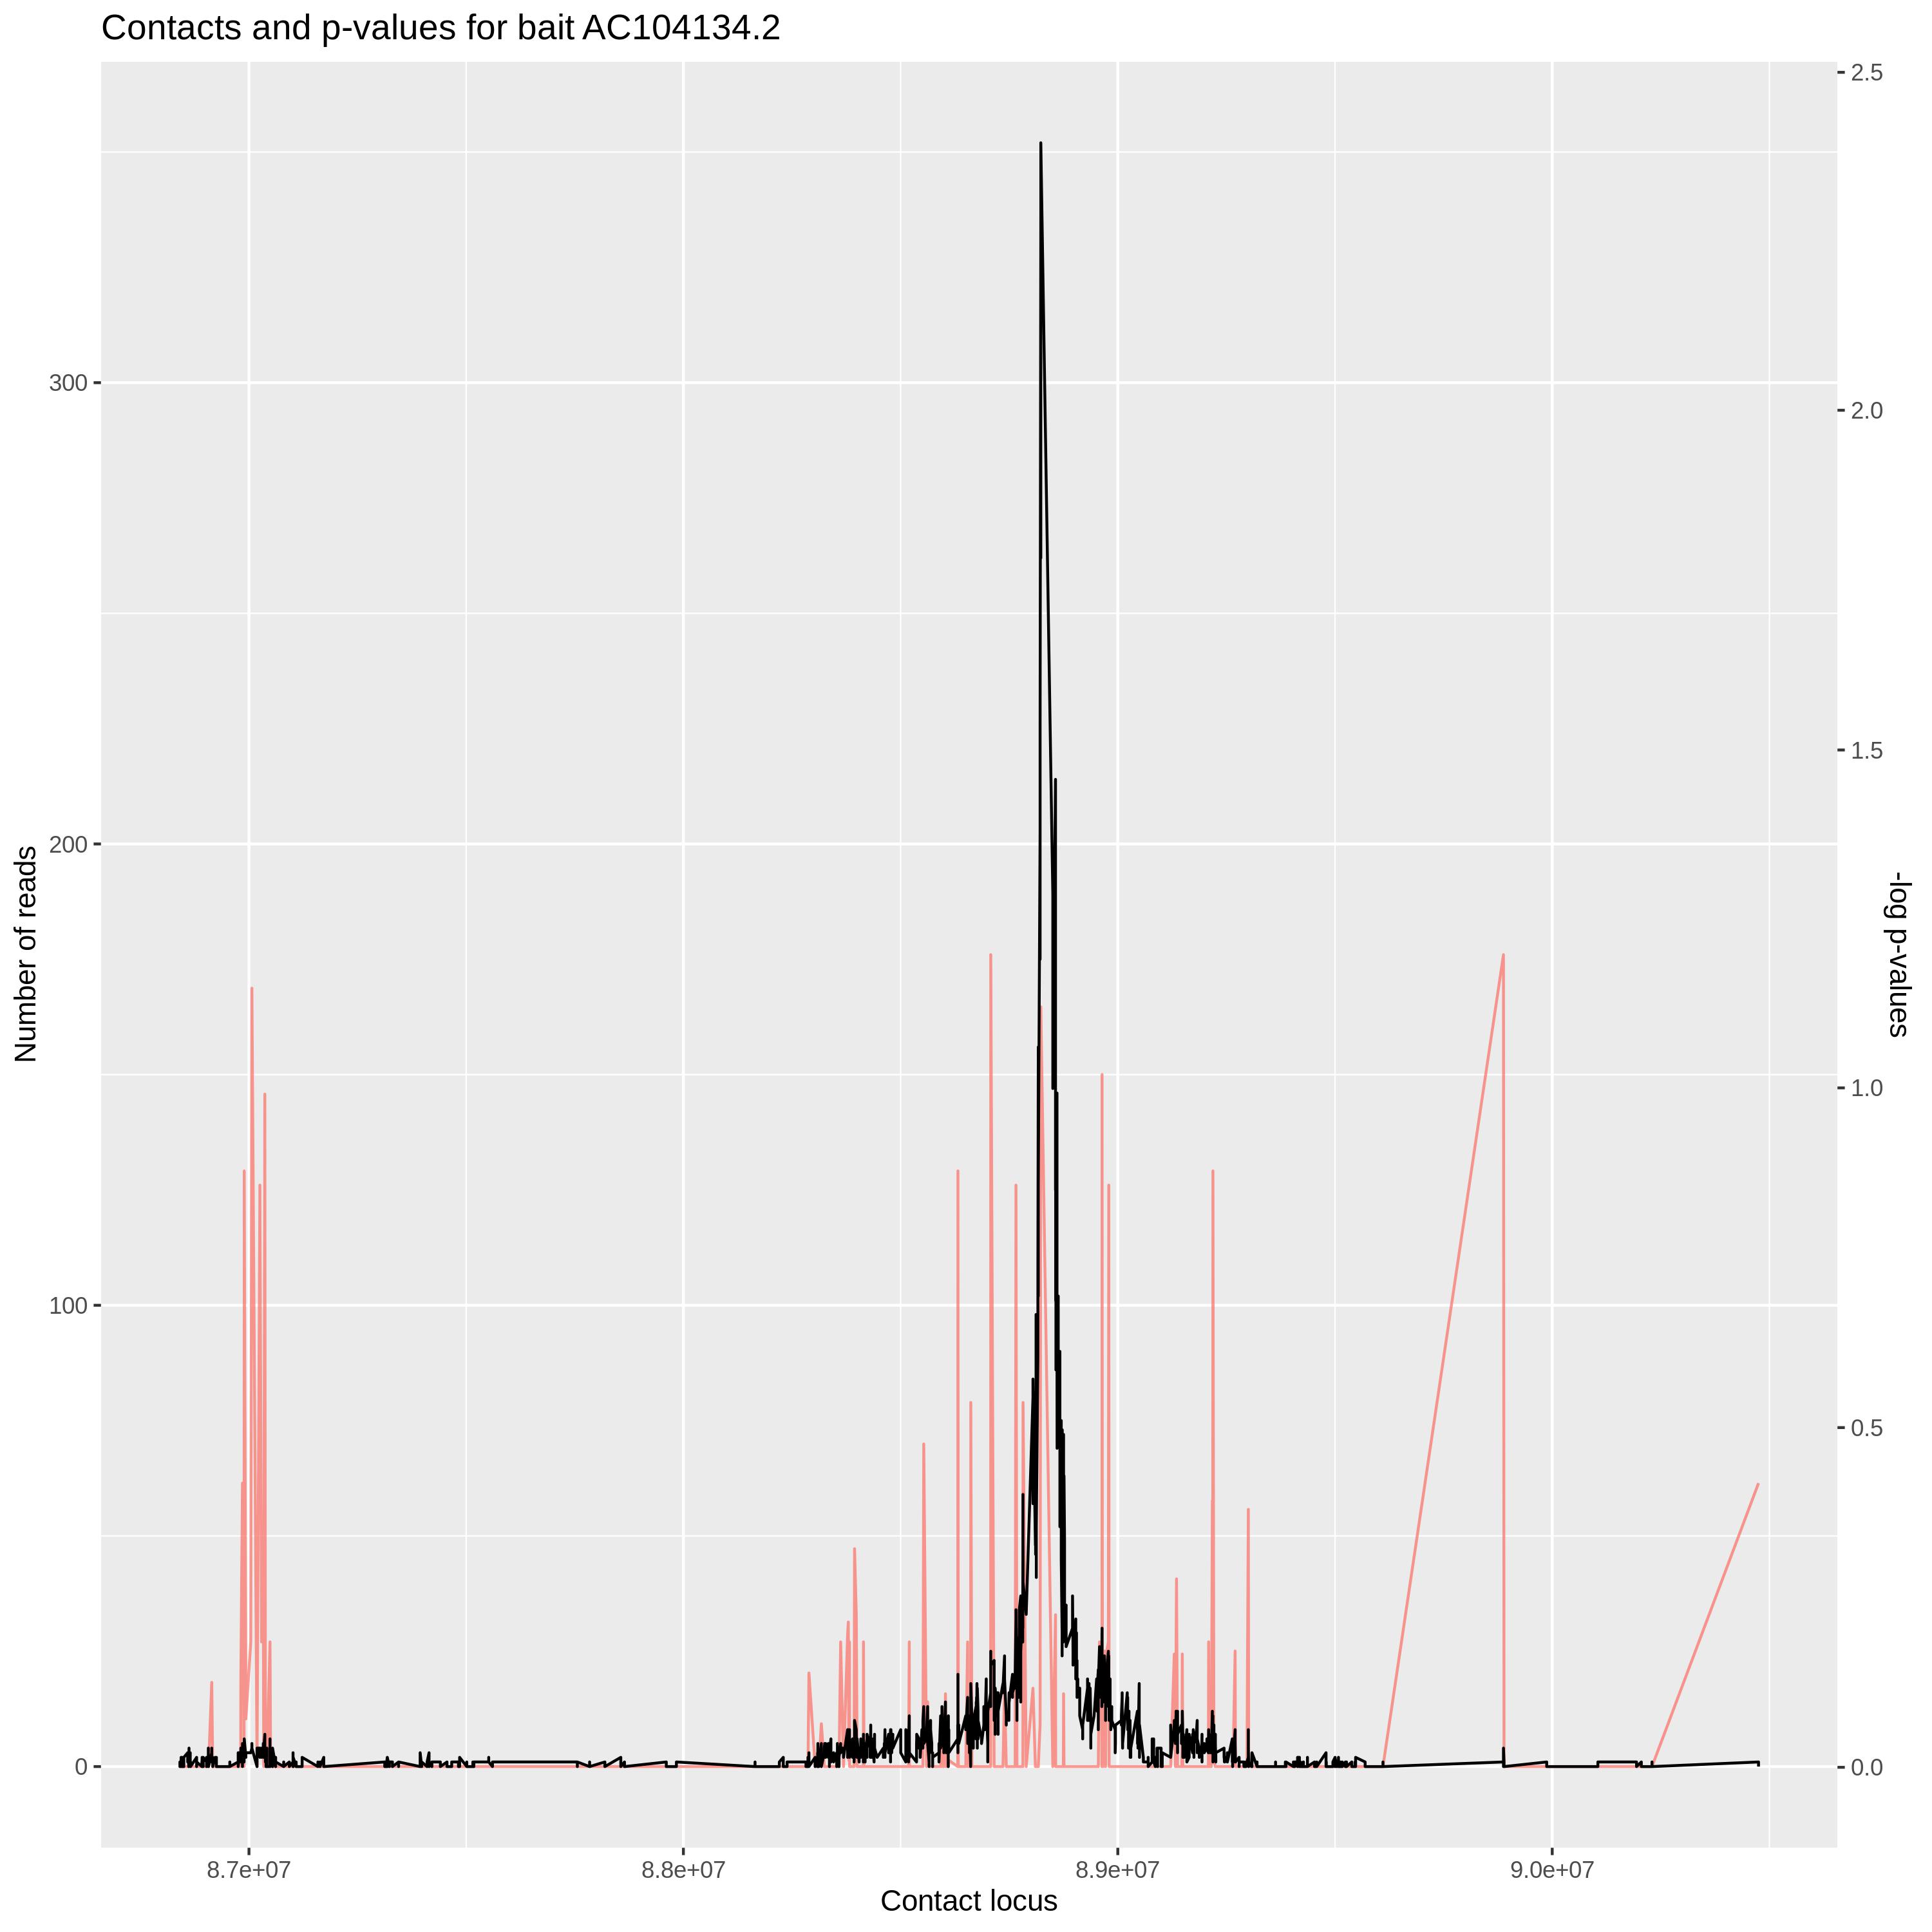 Contacts and p-values for bait AC104134.2
Number of reads
300
200
100
0
2.5
2.0
1.5
1.0
0.5
0.0
-log p-values
8.7e+07
8.8e+07
8.9e+07
9.0e+07
Contact locus